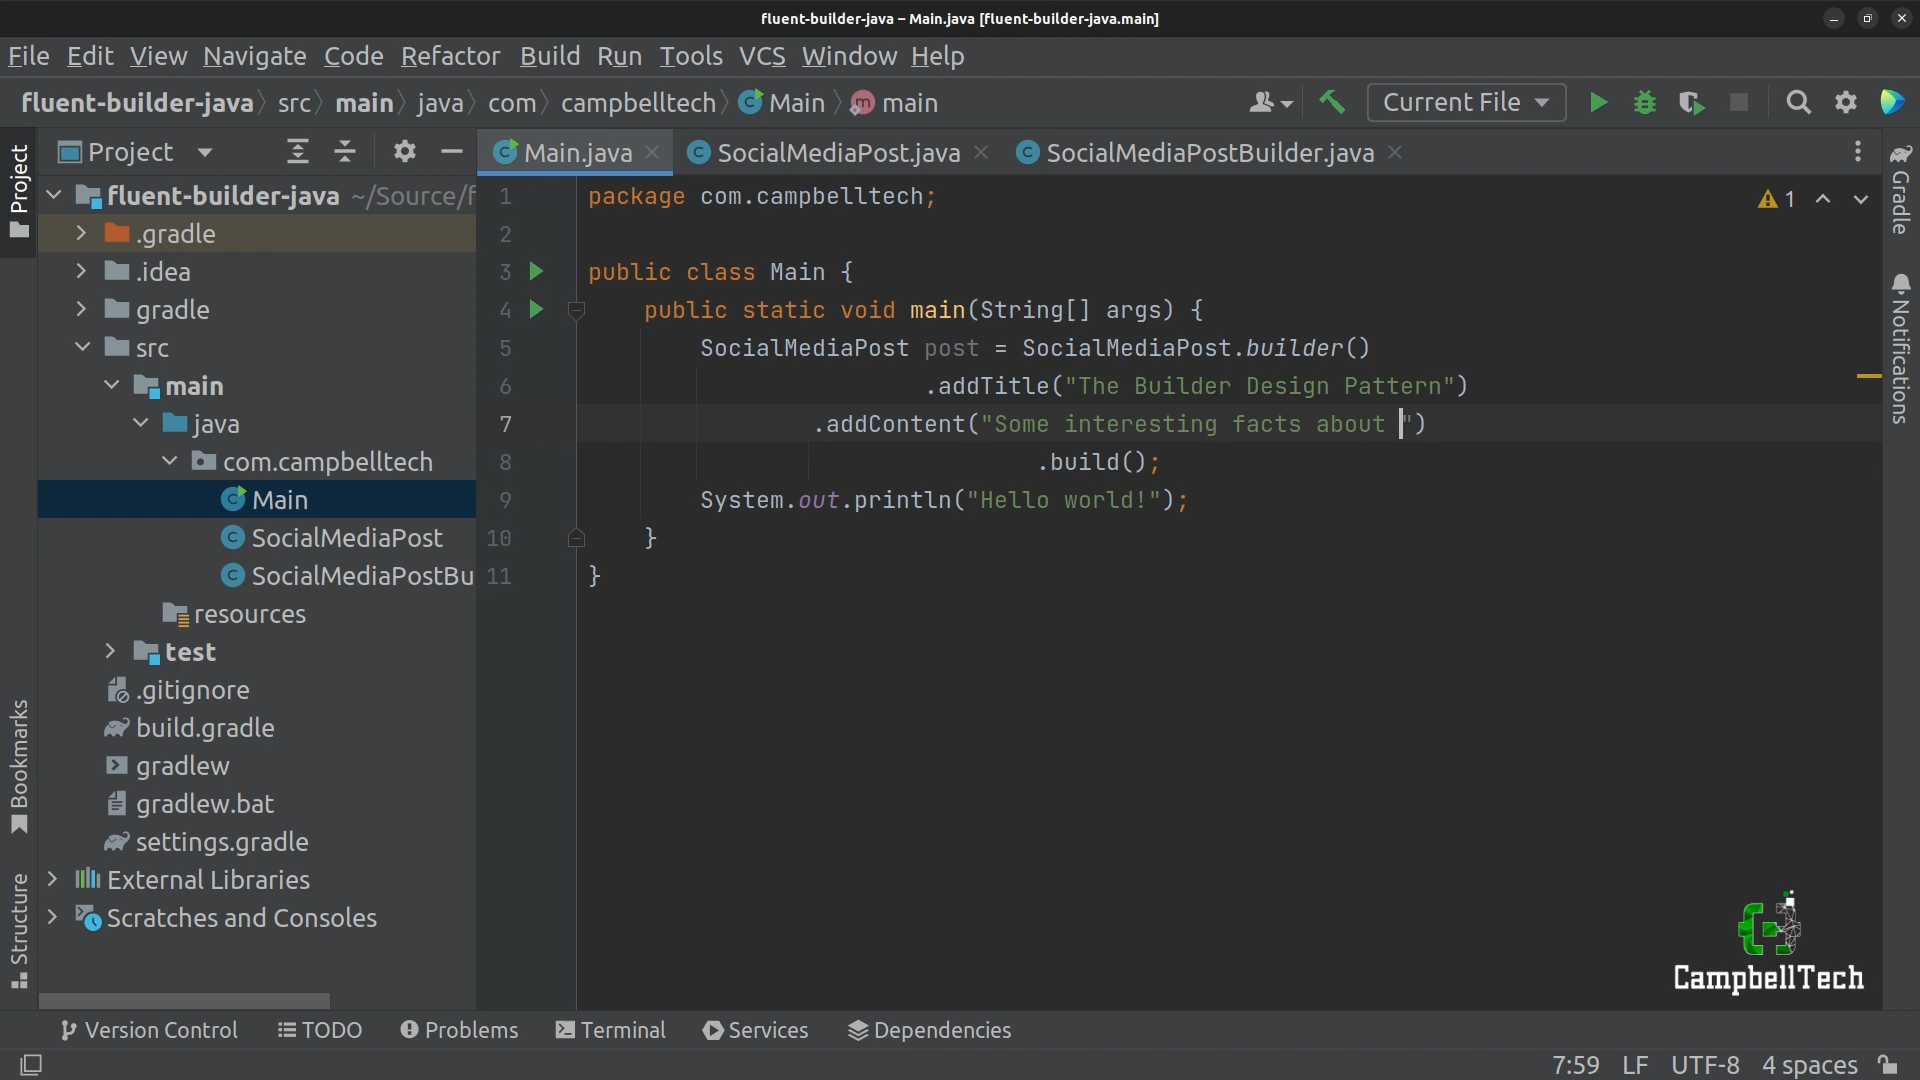 fluent-builder-java – Main.java [fluent-builder-java.main]
File Edit View Navigate Code Refactor Build Run Tools VCS Window Help
fluent-builder-java src main java com campbelltech Main main
Current File
Project
Main.java
SocialMediaPost.java
SocialMediaPostBuilder.java
Project
Bookmarks
Structure
Gradle
Notifications
fluent-builder-java ~/Source/f
.gradle
.idea
gradle
src
main
java
com.campbelltech
Main
SocialMediaPost
SocialMediaPostBu
resources
test
.gitignore
build.gradle
gradlew
gradlew.bat
settings.gradle
External Libraries
Scratches and Consoles
1 package com.campbelltech;
2
3 public class Main {
4 public static void main(String[] args) {
5 SocialMediaPost post = SocialMediaPost.builder()
6 .addTitle("The Builder Design Pattern")
7 .addContent("Some interesting facts about ")
8 .build();
9 System.out.println("Hello world!");
10 }
11 }
1
CampbellTech
Version Control TODO Problems Terminal Services Dependencies
7:59 LF UTF-8 4 spaces